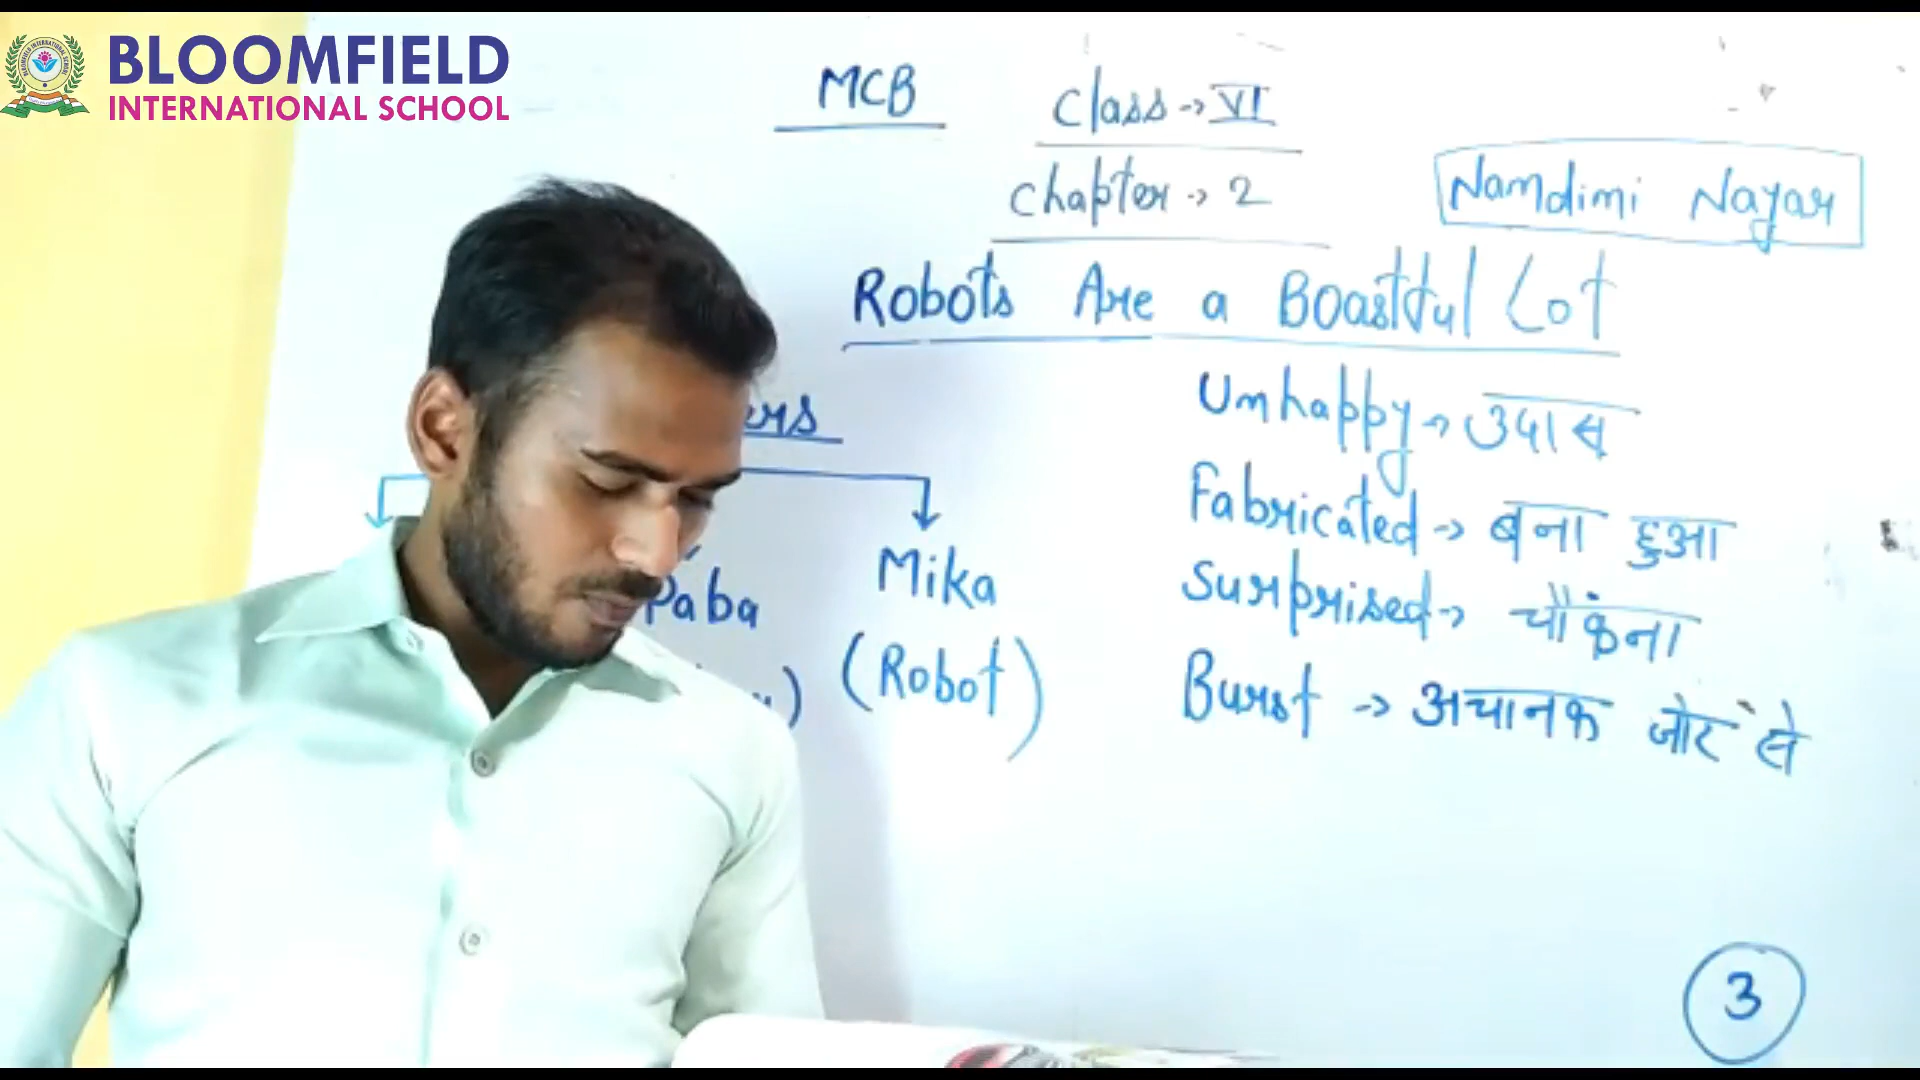 BLOOMFIELD
INTERNATIONAL SCHOOL
MCB
Class → VI
Chapter → 2
Namdimi Nayar
Robots Are a Boastful Lot
Unhappy → उदास
Fabricated → बना हुआ
Surprised → चौंकना
Burst → अचानक जोर से
Paba
Mika
(Robot)
3